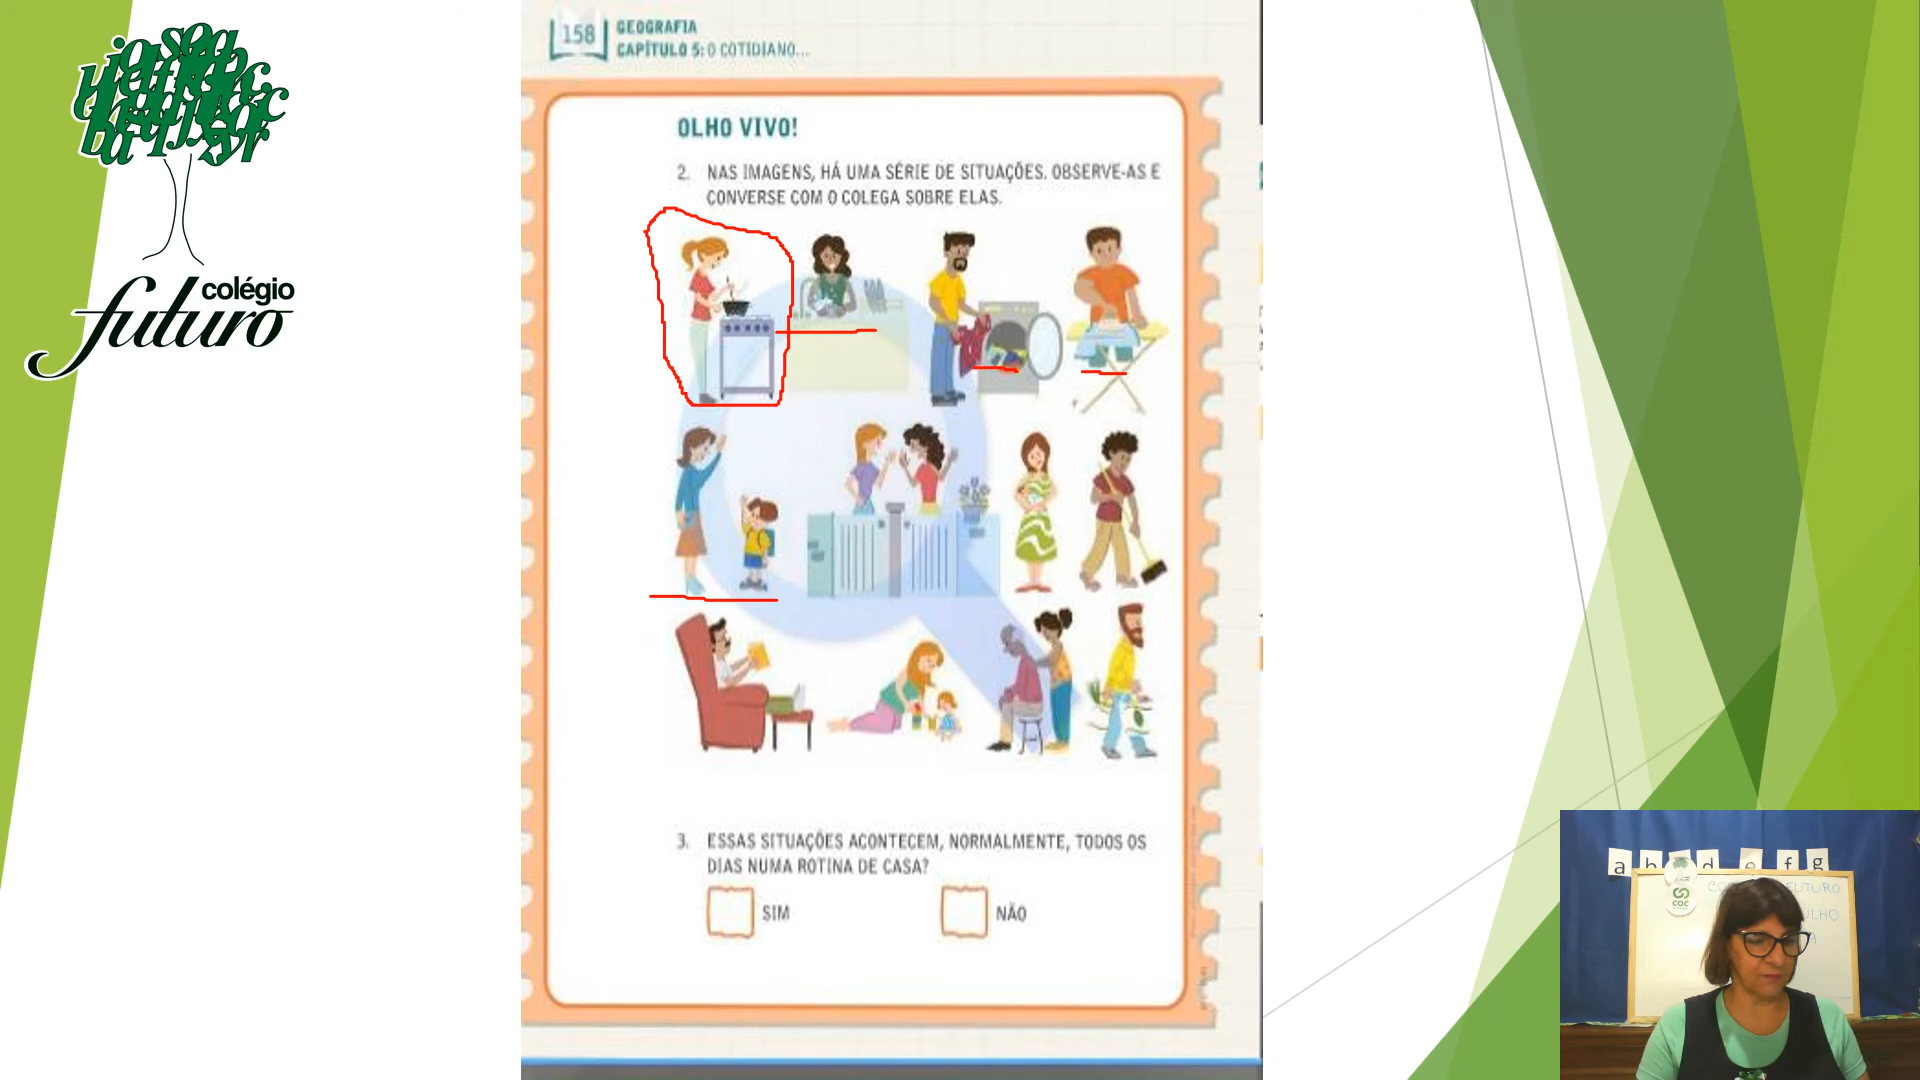 colégio
futuro
158
GEOGRAFIA
CAPÍTULO 5: O COTIDIANO...
OLHO VIVO!
2. NAS IMAGENS, HÁ UMA SÉRIE DE SITUAÇÕES. OBSERVE-AS E
CONVERSE COM O COLEGA SOBRE ELAS.
3. ESSAS SITUAÇÕES ACONTECEM, NORMALMENTE, TODOS OS
DIAS NUMA ROTINA DE CASA?
SIM
NÃO
a b d e f g
FUTURO
COC